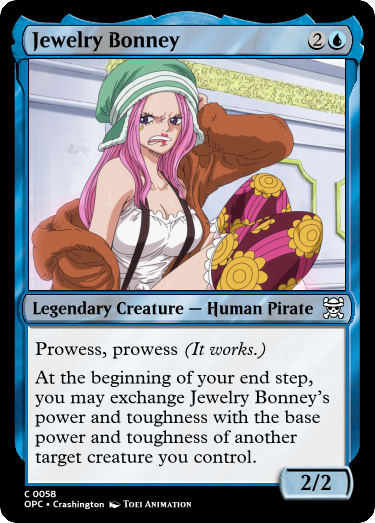 Jewelry Bonney 2
Legendary Creature — Human Pirate
Prowess, prowess (It works.)
At the beginning of your end step,
you may exchange Jewelry Bonney's
power and toughness with the base
power and toughness of another
target creature you control.
2/2
C 0058
OPC • Crashington TOEI ANIMATION